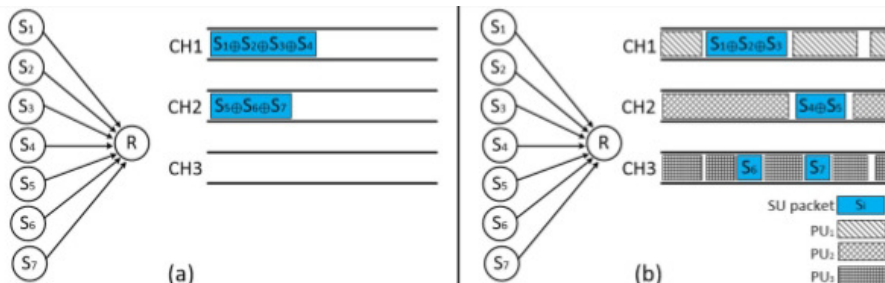 S₁
S₂
S₃
S₄
S₅
S₆
S₇
R
CH1
S₁⊕S₂⊕S₃⊕S₄
CH2
S₅⊕S₆⊕S₇
CH3
(a)
S₁
S₂
S₃
S₄
S₅
S₆
S₇
R
CH1
S₁⊕S₂⊕S₃
CH2
S₄⊕S₅
CH3
S₆ S₇
SU packet Sᵢ
PU₁
PU₂
PU₃
(b)